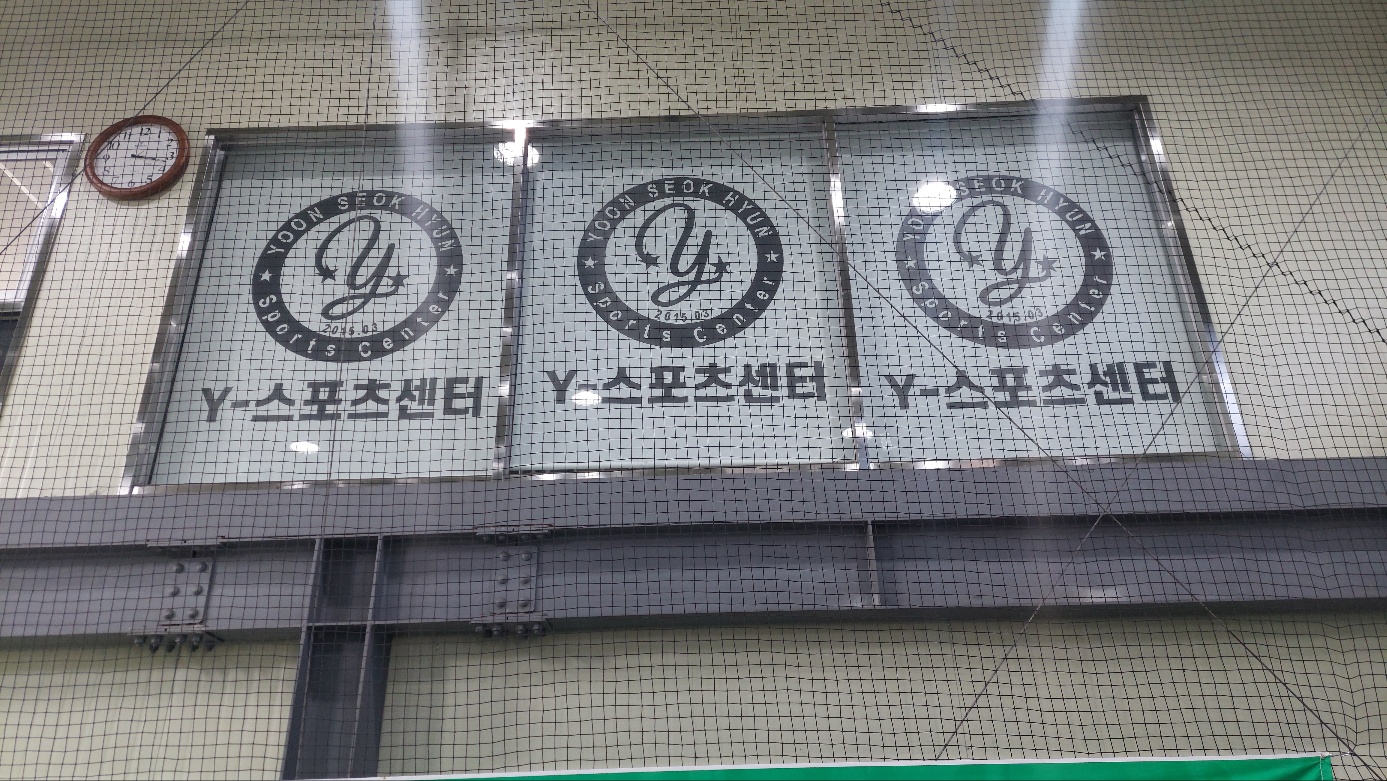 YOON SEOK HYUN
y
2015.03
Sports Center
Y-스포츠센터
YOON SEOK HYUN
y
2015.03
Sports Center
Y-스포츠센터
YOON SEOK HYUN
y
2015.03
Sports Center
Y-스포츠센터